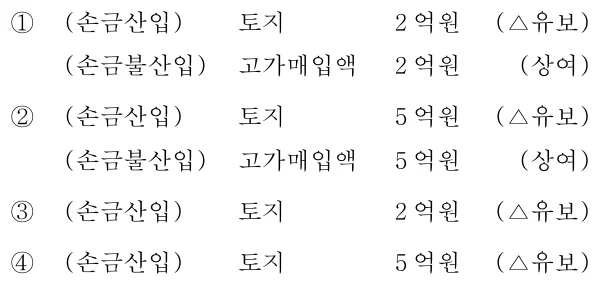 ① (손금산입) 토지 2억원 (△유보)
(손금불산입) 고가매입액 2억원 (상여)
② (손금산입) 토지 5억원 (△유보)
(손금불산입) 고가매입액 5억원 (상여)
③ (손금산입) 토지 2억원 (△유보)
④ (손금산입) 토지 5억원 (△유보)